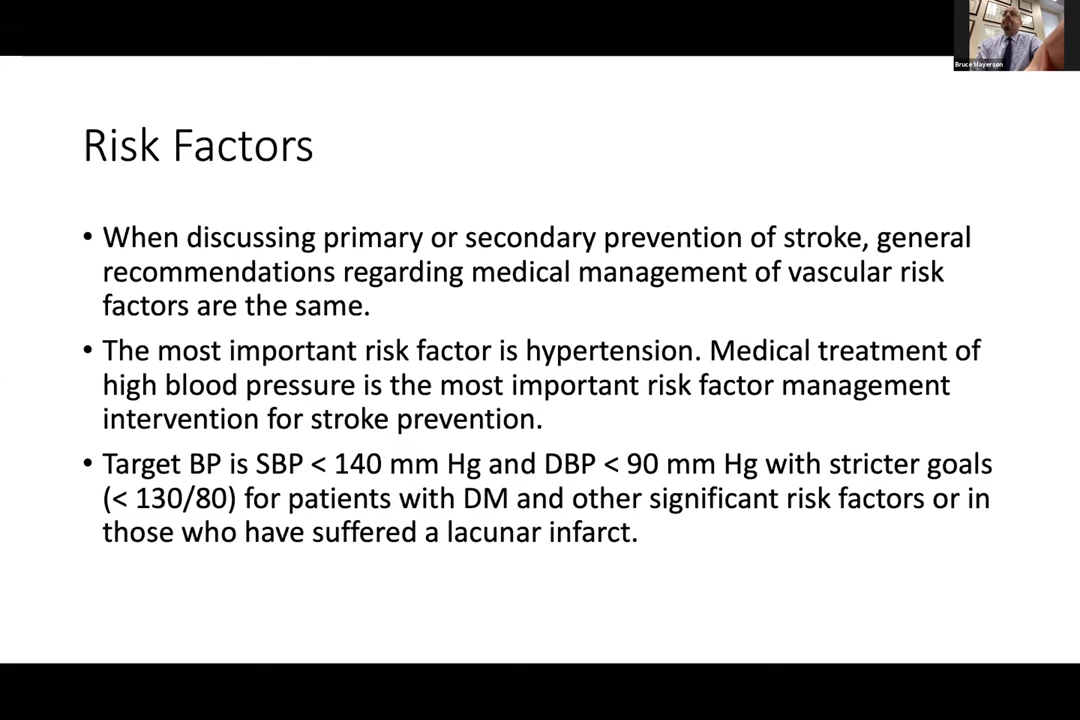 Bruce Mayerson
Risk Factors
• When discussing primary or secondary prevention of stroke, general
recommendations regarding medical management of vascular risk
factors are the same.
• The most important risk factor is hypertension. Medical treatment of
high blood pressure is the most important risk factor management
intervention for stroke prevention.
• Target BP is SBP < 140 mm Hg and DBP < 90 mm Hg with stricter goals
(< 130/80) for patients with DM and other significant risk factors or in
those who have suffered a lacunar infarct.